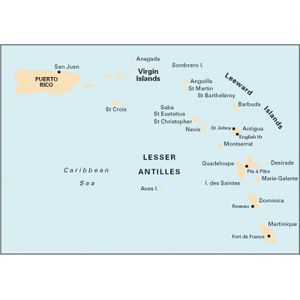 Anegada
Sombrero I.
San Juan
Virgin
Islands
Leeward
Islands
PUERTO
RICO
Anguilla
St Martin
St Barthélémy
St Croix
Saba
St Eustatius
St Christopher
Nevis
Barbuda
St Johns
Antigua
English Hr
Montserrat
LESSER
ANTILLES
Caribbean
Sea
Guadeloupe
Desirade
Pte à Pitre
Marie-Galante
Aves I.
I. des Saintes
Dominica
Roseau
Martinique
Fort de France